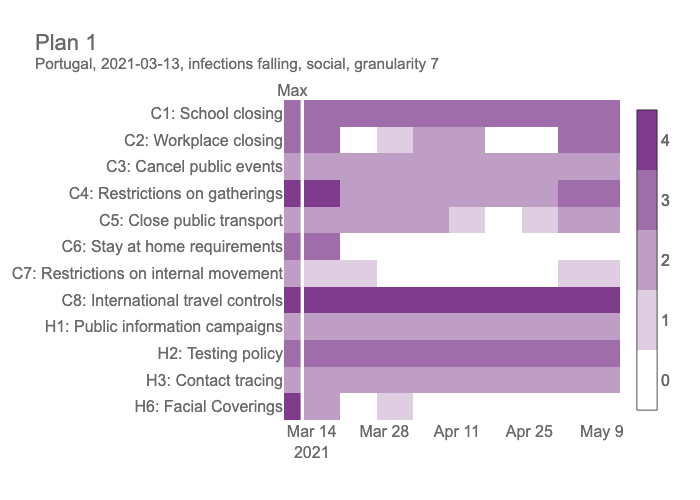 Plan 1
Portugal, 2021-03-13, infections falling, social, granularity 7
Max
C1: School closing
C2: Workplace closing
C3: Cancel public events
C4: Restrictions on gatherings
C5: Close public transport
C6: Stay at home requirements
C7: Restrictions on internal movement
C8: International travel controls
H1: Public information campaigns
H2: Testing policy
H3: Contact tracing
H6: Facial Coverings
Mar 14 Mar 28 Apr 11 Apr 25 May 9
2021
4
3
2
1
0